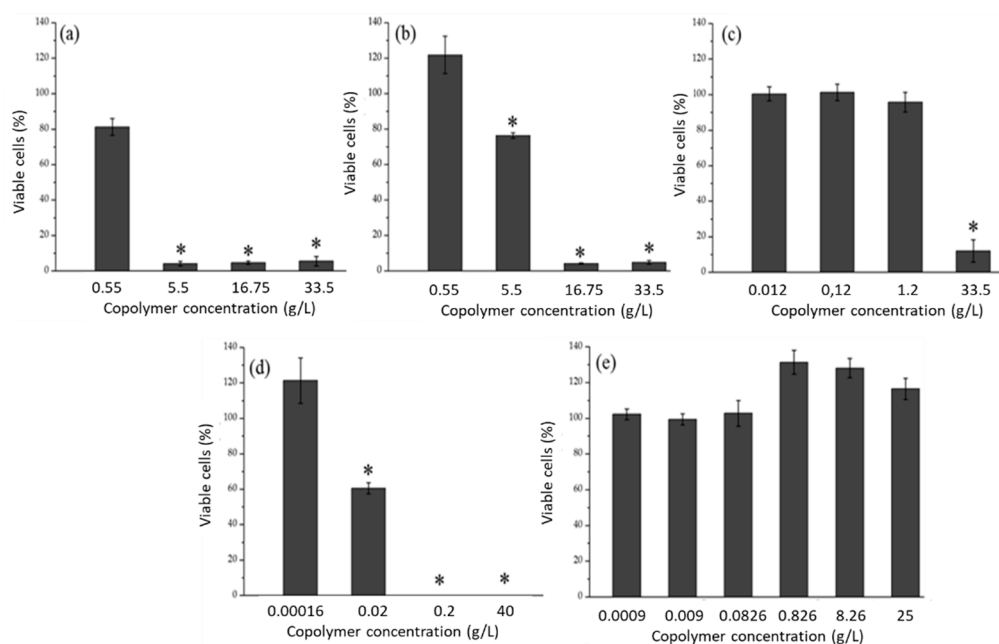 (a)
Viable cells (%)
140
120
100
80
60
40
20
0
* * *
0.55 5.5 16.75 33.5
Copolymer concentration (g/L)
(b)
Viable cells (%)
140
120
100
80
60
40
20
0
* * *
0.55 5.5 16.75 33.5
Copolymer concentration (g/L)
(c)
Viable cells (%)
140
120
100
80
60
40
20
0
*
0.012 0,12 1.2 33.5
Copolymer concentration (g/L)
(d)
Viable cells (%)
140
120
100
80
60
40
20
0
* * *
0.00016 0.02 0.2 40
Copolymer concentration (g/L)
(e)
Viable cells (%)
140
120
100
80
60
40
20
0
0.0009 0.009 0.0826 0.826 8.26 25
Copolymer concentration (g/L)